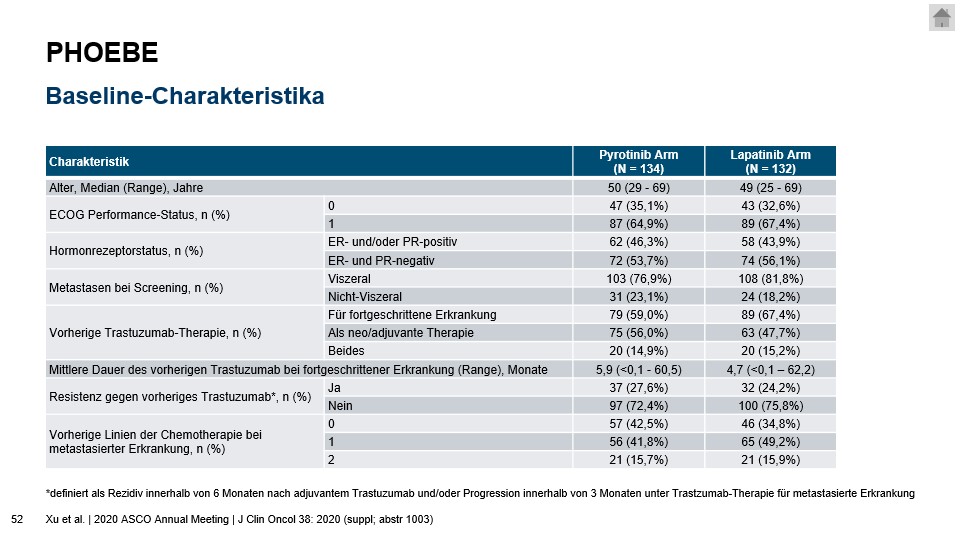 PHOEBE
Baseline-Charakteristika
Charakteristik Pyrotinib Arm (N = 134) Lapatinib Arm (N = 132)
Alter, Median (Range), Jahre 50 (29 - 69) 49 (25 - 69)
ECOG Performance-Status, n (%) 0 47 (35,1%) 43 (32,6%)
1 87 (64,9%) 89 (67,4%)
Hormonrezeptorstatus, n (%) ER- und/oder PR-positiv 62 (46,3%) 58 (43,9%)
ER- und PR-negativ 72 (53,7%) 74 (56,1%)
Metastasen bei Screening, n (%) Viszeral 103 (76,9%) 108 (81,8%)
Nicht-Viszeral 31 (23,1%) 24 (18,2%)
Vorherige Trastuzumab-Therapie, n (%) Für fortgeschrittene Erkrankung 79 (59,0%) 89 (67,4%)
Als neo/adjuvante Therapie 75 (56,0%) 63 (47,7%)
Beides 20 (14,9%) 20 (15,2%)
Mittlere Dauer des vorherigen Trastuzumab bei fortgeschrittener Erkrankung (Range), Monate 5,9 (<0,1 - 60,5) 4,7 (<0,1 – 62,2)
Resistenz gegen vorheriges Trastuzumab*, n (%) Ja 37 (27,6%) 32 (24,2%)
Nein 97 (72,4%) 100 (75,8%)
Vorherige Linien der Chemotherapie bei metastasierter Erkrankung, n (%) 0 57 (42,5%) 46 (34,8%)
1 56 (41,8%) 65 (49,2%)
2 21 (15,7%) 21 (15,9%)
*definiert als Rezidiv innerhalb von 6 Monaten nach adjuvantem Trastuzumab und/oder Progression innerhalb von 3 Monaten unter Trastzumab-Therapie für metastasierte Erkrankung
52 Xu et al. | 2020 ASCO Annual Meeting | J Clin Oncol 38: 2020 (suppl; abstr 1003)